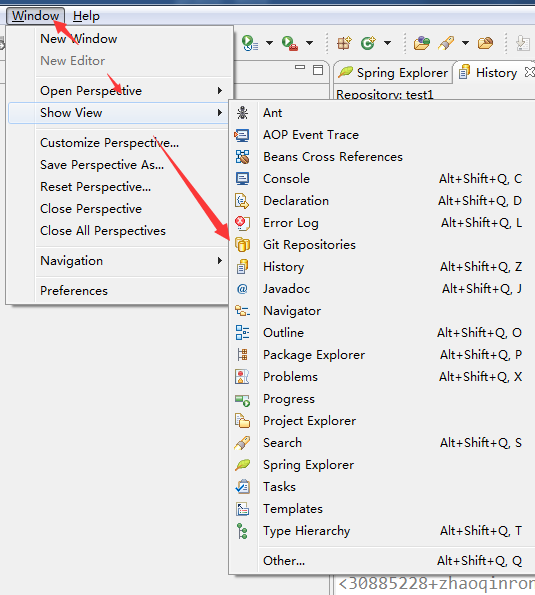 Window Help
New Window
New Editor
Open Perspective
Show View
Customize Perspective...
Save Perspective As...
Reset Perspective...
Close Perspective
Close All Perspectives
Navigation
Preferences
Spring Explorer
History
Repository: test1
Ant
AOP Event Trace
Beans Cross References
Console Alt+Shift+Q, C
Declaration Alt+Shift+Q, D
Error Log Alt+Shift+Q, L
Git Repositories
History Alt+Shift+Q, Z
Javadoc Alt+Shift+Q, J
Navigator
Outline Alt+Shift+Q, O
Package Explorer Alt+Shift+Q, P
Problems Alt+Shift+Q, X
Progress
Project Explorer
Search Alt+Shift+Q, S
Spring Explorer
Tasks
Templates
Type Hierarchy Alt+Shift+Q, T
Other... Alt+Shift+Q, Q
<30885228+zhaoqinron